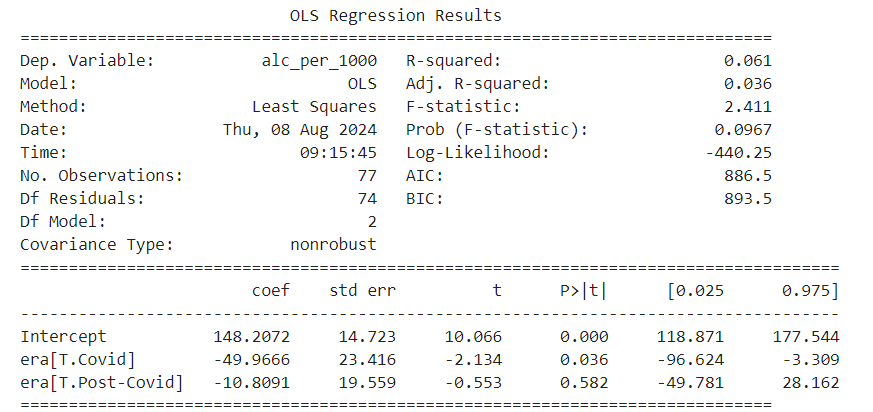 OLS Regression Results
==============================================================================
Dep. Variable: alc_per_1000 R-squared: 0.061
Model: OLS Adj. R-squared: 0.036
Method: Least Squares F-statistic: 2.411
Date: Thu, 08 Aug 2024 Prob (F-statistic): 0.0967
Time: 09:15:45 Log-Likelihood: -440.25
No. Observations: 77 AIC: 886.5
Df Residuals: 74 BIC: 893.5
Df Model: 2
Covariance Type: nonrobust
=====================================================================================
coef std err t P>|t| [0.025 0.975]
-------------------------------------------------------------------------------------
Intercept 148.2072 14.723 10.066 0.000 118.871 177.544
era[T.Covid] -49.9666 23.416 -2.134 0.036 -96.624 -3.309
era[T.Post-Covid] -10.8091 19.559 -0.553 0.582 -49.781 28.162
==============================================================================